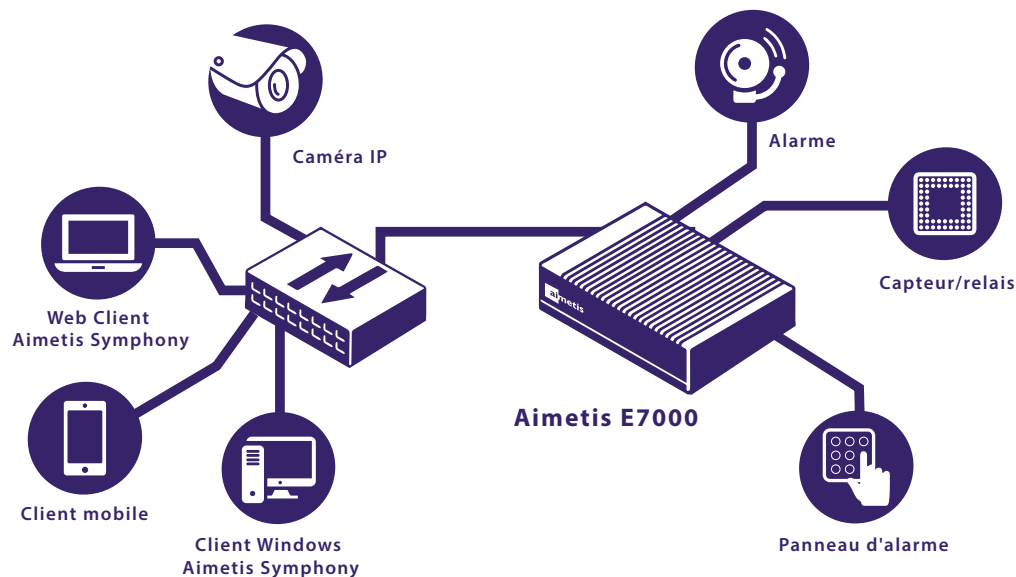 Caméra IP
Alarme
Capteur/relais
Web Client
Aimetis Symphony
aimetis
Aimetis E7000
Client mobile
Client Windows
Aimetis Symphony
Panneau d'alarme